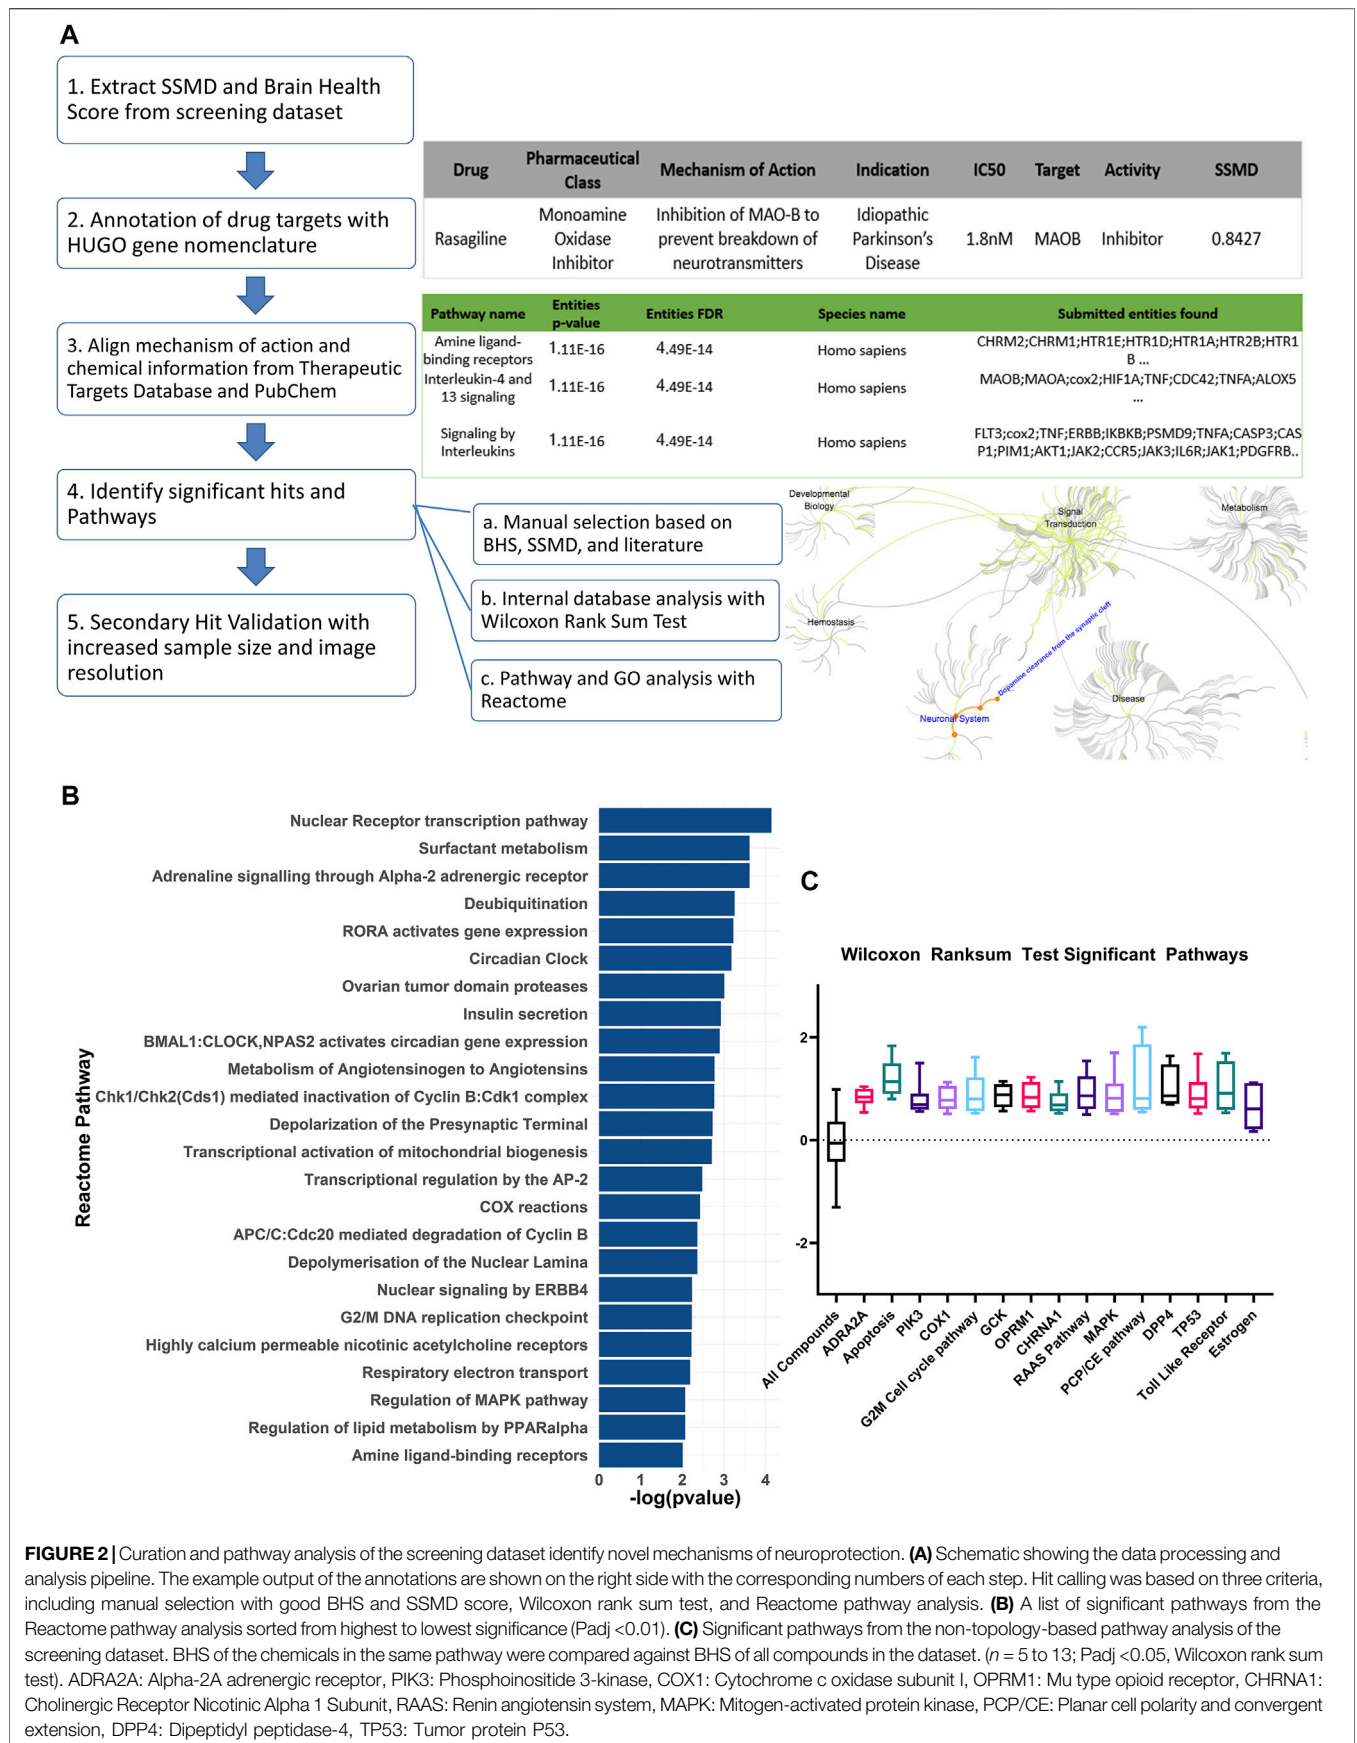 A
1. Extract SSMD and Brain Health
Score from screening dataset
2. Annotation of drug targets with
HUGO gene nomenclature
3. Align mechanism of action and
chemical information from Therapeutic
Targets Database and PubChem
4. Identify significant hits and
Pathways
5. Secondary Hit Validation with
increased sample size and image
resolution
a. Manual selection based on
BHS, SSMD, and literature
b. Internal database analysis with
Wilcoxon Rank Sum Test
c. Pathway and GO analysis with
Reactome
Drug Pharmaceutical Class Mechanism of Action Indication IC50 Target Activity SSMD
Rasagiline Monoamine Oxidase Inhibitor Inhibition of MAO-B to prevent breakdown of neurotransmitters Idiopathic Parkinson's Disease 1.8nM MAOB Inhibitor 0.8427
Pathway name Entities p-value Entities FDR Species name Submitted entities found
Amine ligand-binding receptors 1.11E-16 4.49E-14 Homo sapiens CHRM2;CHRM1;HTR1E;HTR1D;HTR1A;HTR2B;HTR1B ...
Interleukin-4 and 13 signaling 1.11E-16 4.49E-14 Homo sapiens MAOB;MAOA;cox2;HIF1A;TNF;CDC42;TNFA;ALOX5 ...
Signaling by Interleukins 1.11E-16 4.49E-14 Homo sapiens FLT3;cox2;TNF;ERBB;IKBKB;PSMD9;TNFA;CASP3;CASP1;PIM1;AKT1;JAK2;CCR5;JAK3;IL6R;JAK1;PDGFRB..
Developmental
Biology
Signal
Transduction
Metabolism
Hemostasis
Dopamine clearance from the synaptic cleft
Neuronal System
Disease
B
Reactome Pathway
Nuclear Receptor transcription pathway
Surfactant metabolism
Adrenaline signalling through Alpha-2 adrenergic receptor
Deubiquitination
RORA activates gene expression
Circadian Clock
Ovarian tumor domain proteases
Insulin secretion
BMAL1:CLOCK,NPAS2 activates circadian gene expression
Metabolism of Angiotensinogen to Angiotensins
Chk1/Chk2(Cds1) mediated inactivation of Cyclin B:Cdk1 complex
Depolarization of the Presynaptic Terminal
Transcriptional activation of mitochondrial biogenesis
Transcriptional regulation by the AP-2
COX reactions
APC/C:Cdc20 mediated degradation of Cyclin B
Depolymerisation of the Nuclear Lamina
Nuclear signaling by ERBB4
G2/M DNA replication checkpoint
Highly calcium permeable nicotinic acetylcholine receptors
Respiratory electron transport
Regulation of MAPK pathway
Regulation of lipid metabolism by PPARalpha
Amine ligand-binding receptors
0 1 2 3 4
-log(pvalue)
C
Wilcoxon Ranksum Test Significant Pathways
2
0
-2
All Compounds
ADRA2A
Apoptosis
PIK3
COX1
G2M Cell cycle pathway
GCK
OPRM1
CHRNA1
RAAS Pathway
MAPK
PCP/CE pathway
DPP4
TP53
Toll Like Receptor
Estrogen
FIGURE 2 | Curation and pathway analysis of the screening dataset identify novel mechanisms of neuroprotection. (A) Schematic showing the data processing and
analysis pipeline. The example output of the annotations are shown on the right side with the corresponding numbers of each step. Hit calling was based on three criteria,
including manual selection with good BHS and SSMD score, Wilcoxon rank sum test, and Reactome pathway analysis. (B) A list of significant pathways from the
Reactome pathway analysis sorted from highest to lowest significance (Padj <0.01). (C) Significant pathways from the non-topology-based pathway analysis of the
screening dataset. BHS of the chemicals in the same pathway were compared against BHS of all compounds in the dataset. (n = 5 to 13; Padj <0.05, Wilcoxon rank sum
test). ADRA2A: Alpha-2A adrenergic receptor, PIK3: Phosphoinositide 3-kinase, COX1: Cytochrome c oxidase subunit I, OPRM1: Mu type opioid receptor, CHRNA1:
Cholinergic Receptor Nicotinic Alpha 1 Subunit, RAAS: Renin angiotensin system, MAPK: Mitogen-activated protein kinase, PCP/CE: Planar cell polarity and convergent
extension, DPP4: Dipeptidyl peptidase-4, TP53: Tumor protein P53.